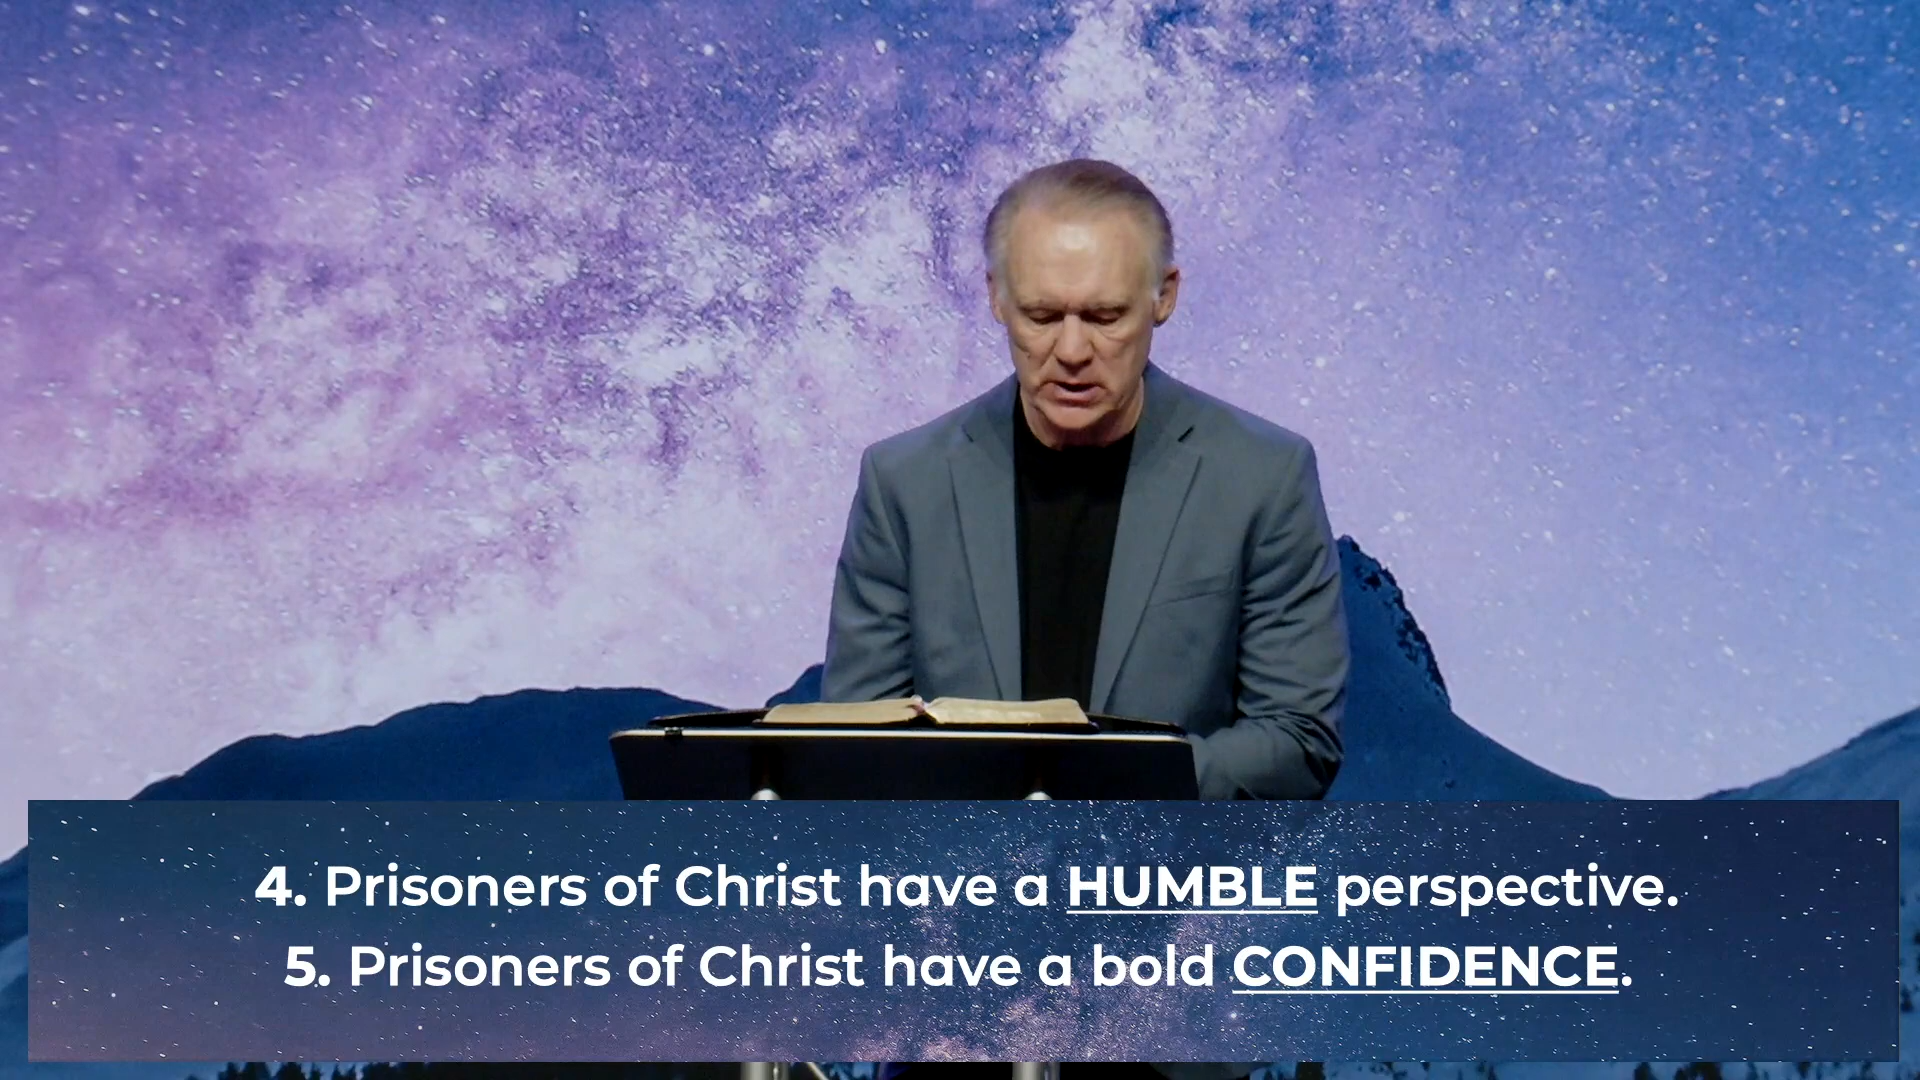 4. Prisoners of Christ have a HUMBLE perspective.
5. Prisoners of Christ have a bold CONFIDENCE.